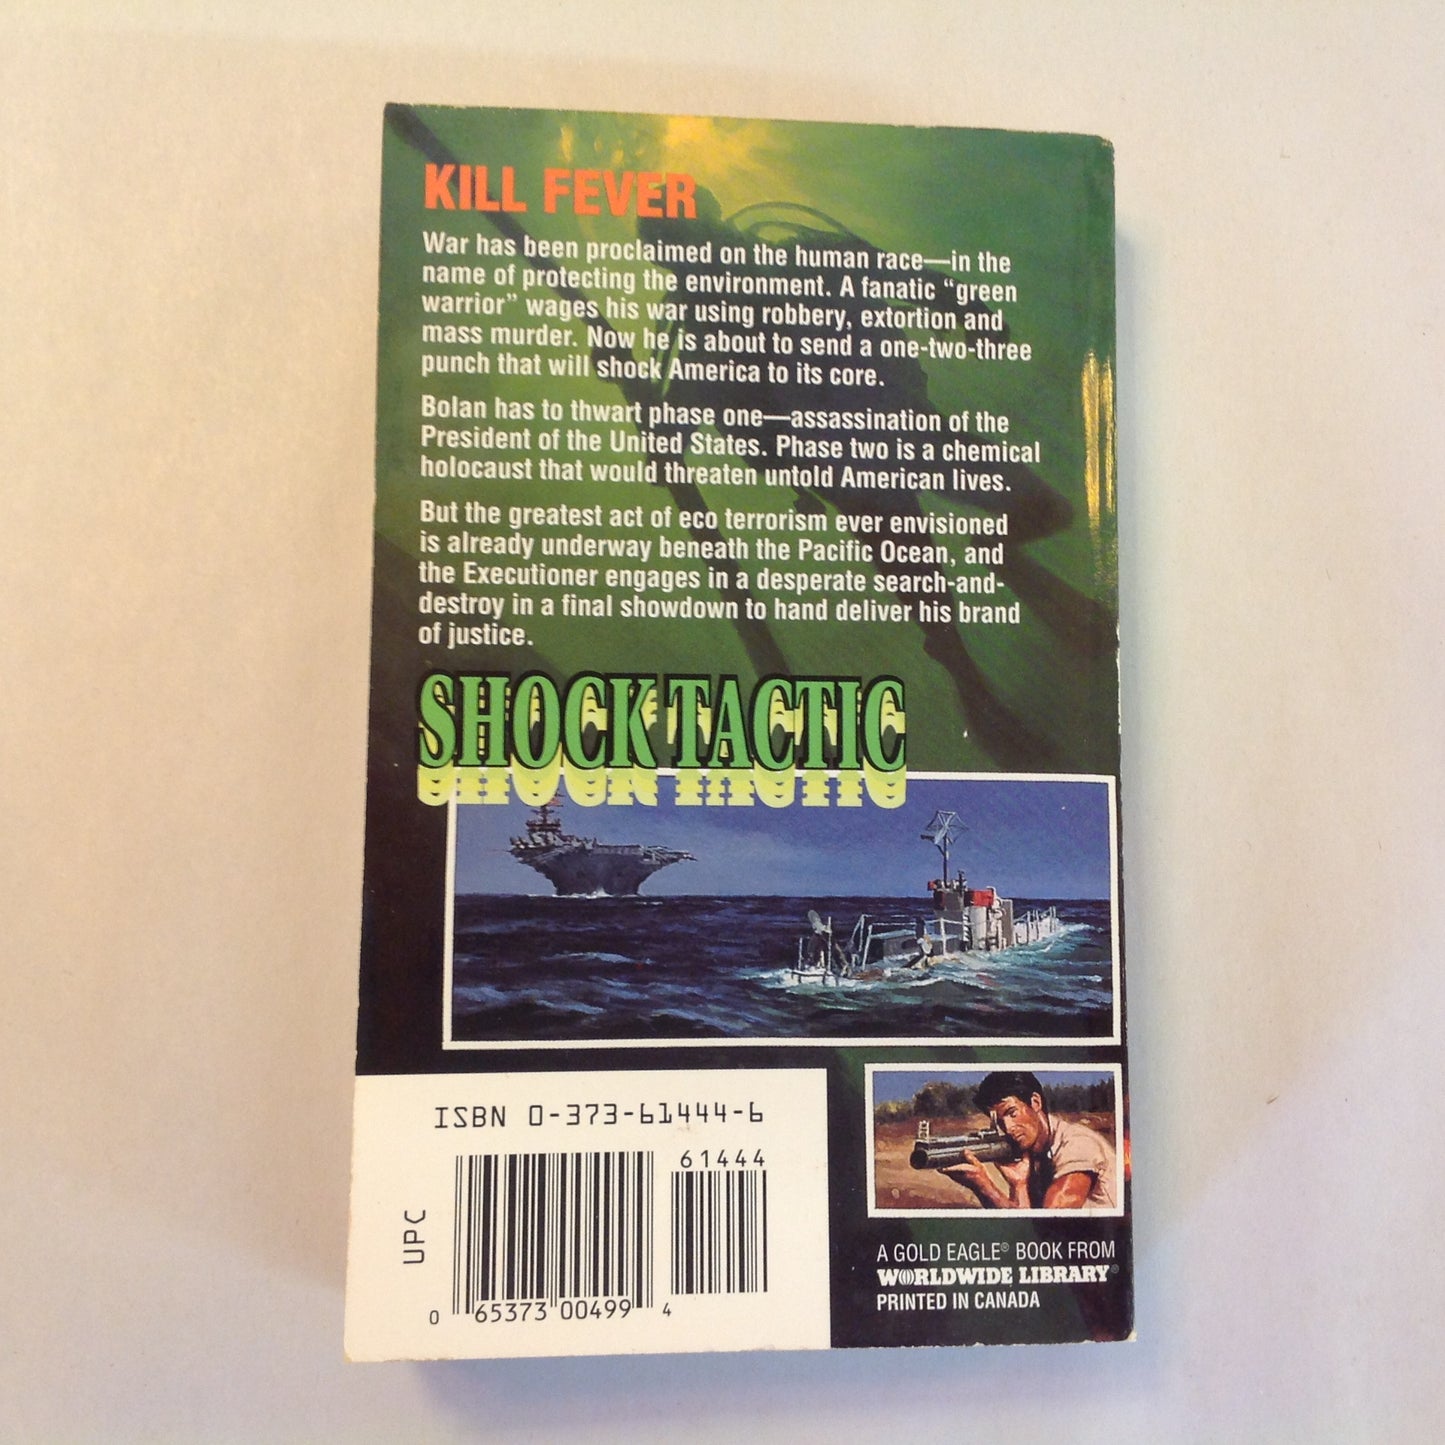 KILL FEVER
War has been proclaimed on the human race—in the
name of protecting the environment. A fanatic “green
warrior” wages his war using robbery, extortion and
mass murder. Now he is about to send a one-two-three
punch that will shock America to its core.
Bolan has to thwart phase one—assassination of the
President of the United States. Phase two is a chemical
holocaust that would threaten untold American lives.
But the greatest act of eco terrorism ever envisioned
is already underway beneath the Pacific Ocean, and
the Executioner engages in a desperate search-and-
destroy in a final showdown to hand deliver his brand
of justice.
SHOCK TACTIC
ISBN 0-373-61444-6
61444
UPC
0 65373 00499 4
A GOLD EAGLE® BOOK FROM
WORLDWIDE LIBRARY®
PRINTED IN CANADA